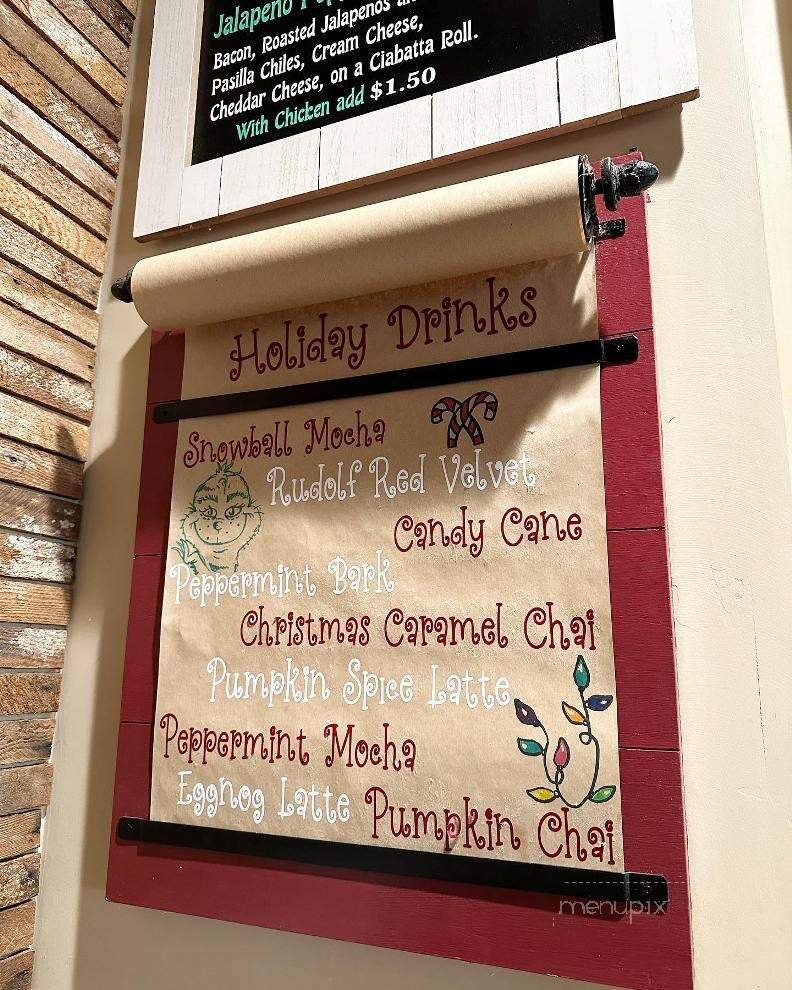 Jalapeno
Bacon, Roasted Jalapenos
Pasilla Chiles, Cream Cheese,
Cheddar Cheese, on a Ciabatta Roll.
With Chicken add $1.50
Holiday Drinks
Snowball Mocha
Rudolf Red Velvet
Candy Cane
Peppermint Bark
Christmas Caramel Chai
Pumpkin Spice Latte
Peppermint Mocha
Eggnog Latte
Pumpkin Chai
menupix